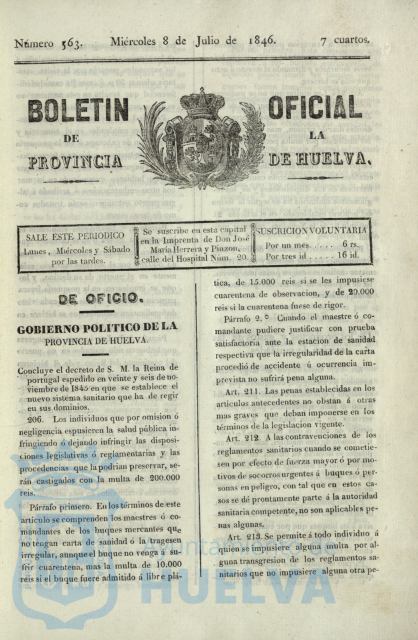 Número 563. Miércoles 8 de Julio de 1846. 7 cuartos.
BOLETIN OFICIAL
DE LA
PROVINCIA DE HUELVA.
SALE ESTE PERIODICO
Lunes, Miércoles y Sábado
por las tardes.
Se suscribe en esta capital
en la Imprenta de Don José
María Herrera y Piazon,
calle del Hospital Núm. 20.
SUSCRICION VOLUNTARIA
Por un mes ..... 6 rs.
Por tres id ..... 16 id.
DE OFICIO.
GOBIERNO POLITICO DE LA
PROVINCIA DE HUELVA.
Concluye el decreto de S. M. la Reina de
portugal espedido en veinte y seis de no-
viembre de 1845 en que se establece el
nuevo sistema sanitario que ha de regir
en sus dominios.
206. Los individuos que por omisión ó
negligencia espusieren la salud pública in-
fringiendo ó dejando infringir las disposi-
ciones legislativas ó reglamentarias y las
procedencias que la podrian preservar, se-
rán castigados con la multa de 200.000
reis.
Párrafo primero. En los términos de este
artículo se comprenden los maestres ó co-
mandantes de los buques mercantes que
no tengan carta de sanidad ó la tragesen
irregular, aunque el buque no venga á su-
frir cuarentena, mas la multa de 10.000
reis si el buque fuere admitido á libre plá-
tica, de 15.000 reis si se les impusiese
cuarentena de observacion, y de 20.000
reis si la cuarentena fuese de rigor.
Párrafo 2.º Cuando el maestre ó co-
mandante pudiere justificar con prueba
satisfactoria ante la estacion de sanidad
respectiva que la irregularidad de la carta
procedió de accidente ú ocurrencia im-
prevista no sufrirá pena alguna.
Art. 211. Las penas establecidas en los
artículos antecedentes no obstan á otras
mas graves que deban imponerse en los
términos de la legislacion vigente.
Art. 212 A las contravenciones de los
reglamentos sanitarios cuando se cometie-
sen por efecto de fuerza mayor ó por mo-
tivos de socorros urgentes á buques ó per-
sonas en peligro, con tal que en estos ca-
sos se dé prontamente parte á la autoridad
sanitaria competente, no son aplicables pe-
nas algunas.
Art. 213. Se permite á todo individuo á
quien se impusiere alguna multa por al-
guna transgresion de los reglamentos sa-
nitarios que no impusiere alguna otra pe-
HUELVA